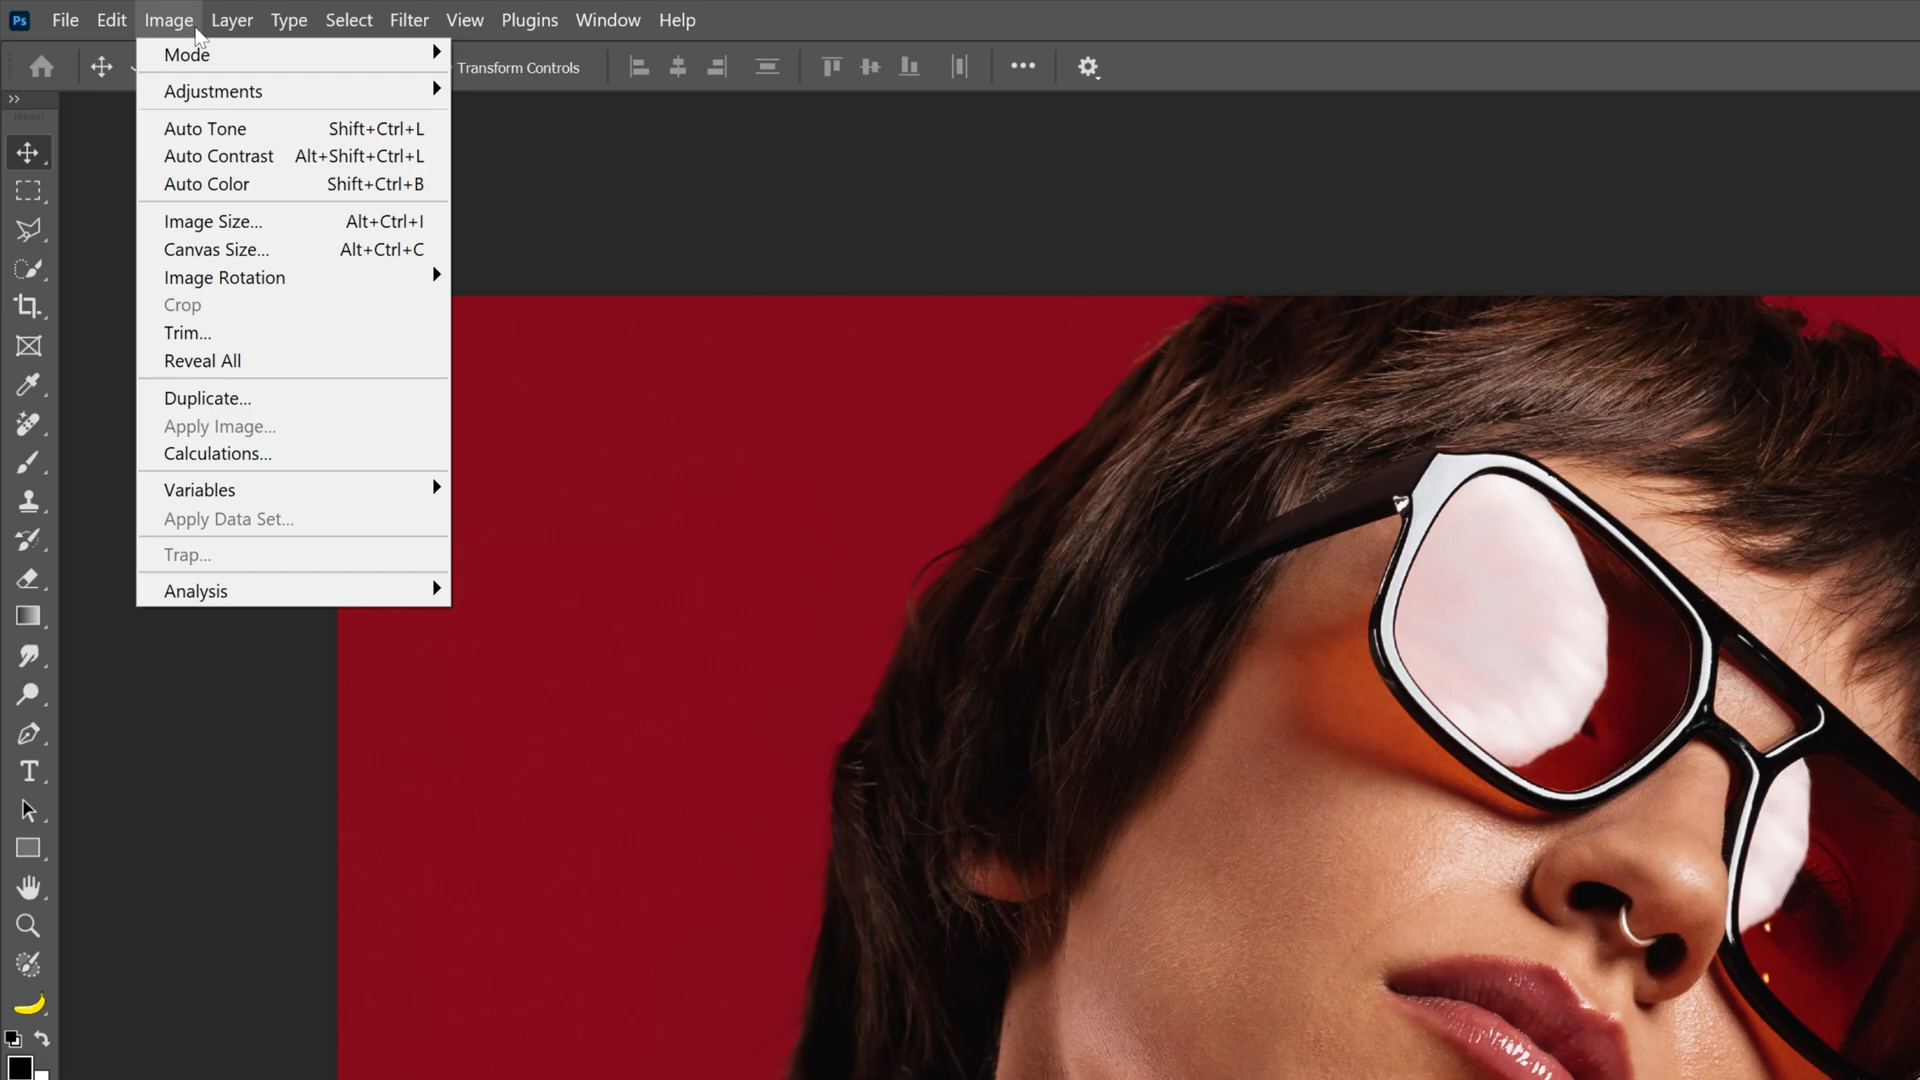 Ps File Edit Image Layer Type Select Filter View Plugins Window Help
Transform Controls
Mode
Adjustments
Auto Tone Shift+Ctrl+L
Auto Contrast Alt+Shift+Ctrl+L
Auto Color Shift+Ctrl+B
Image Size... Alt+Ctrl+I
Canvas Size... Alt+Ctrl+C
Image Rotation
Crop
Trim...
Reveal All
Duplicate...
Apply Image...
Calculations...
Variables
Apply Data Set...
Trap...
Analysis